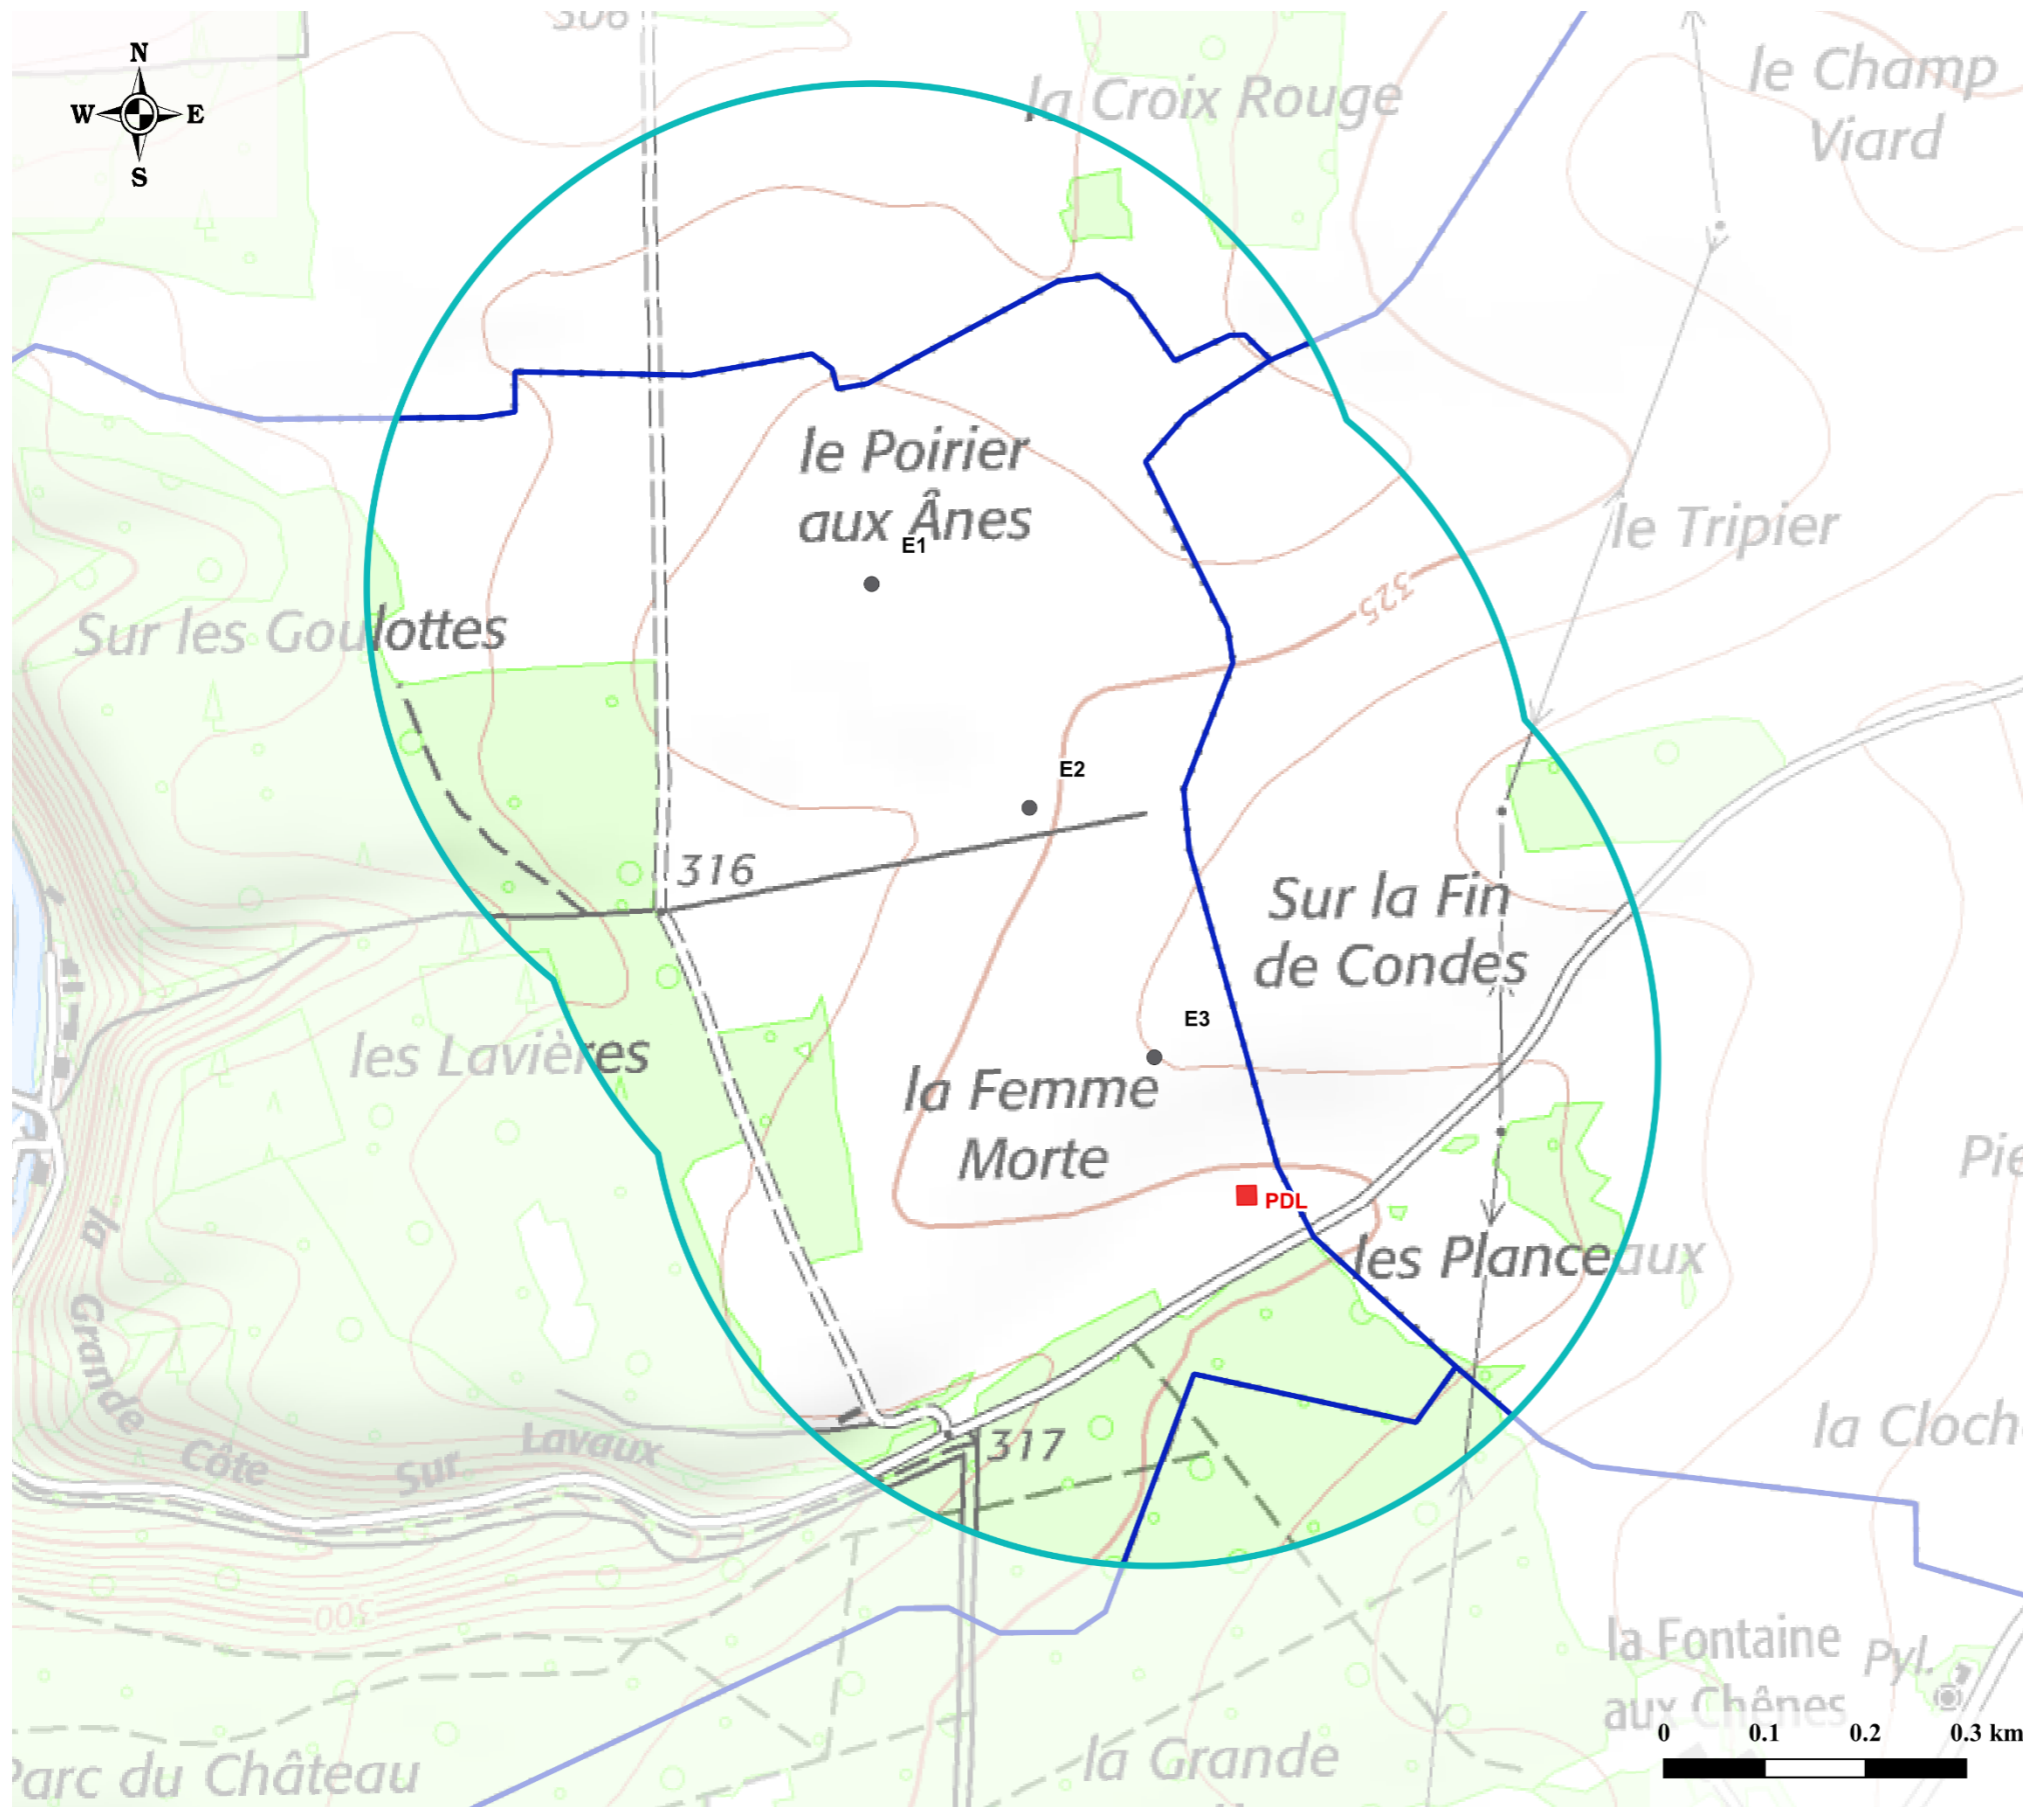 306
N
W E
S
la Croix Rouge
le Champ
Viard
le Poirier
aux Ânes
E1
le Tripier
325
Sur les Goulottes
E2
316
Sur la Fin
de Condes
E3
les Lavières
la Femme
Morte
PDL
les Planceaux
la Grande Côte Sur Lavaux
317
300
la Fontaine
aux Chênes
Pyl.
0 0.1 0.2 0.3 km
Parc du Château
la Grande